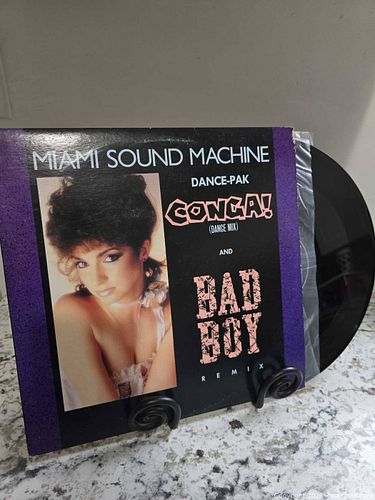 MIAMI SOUND MACHINE
DANCE-PAK
CONGA!
(DANCE MIX)
AND
BAD
BOY
REMIX